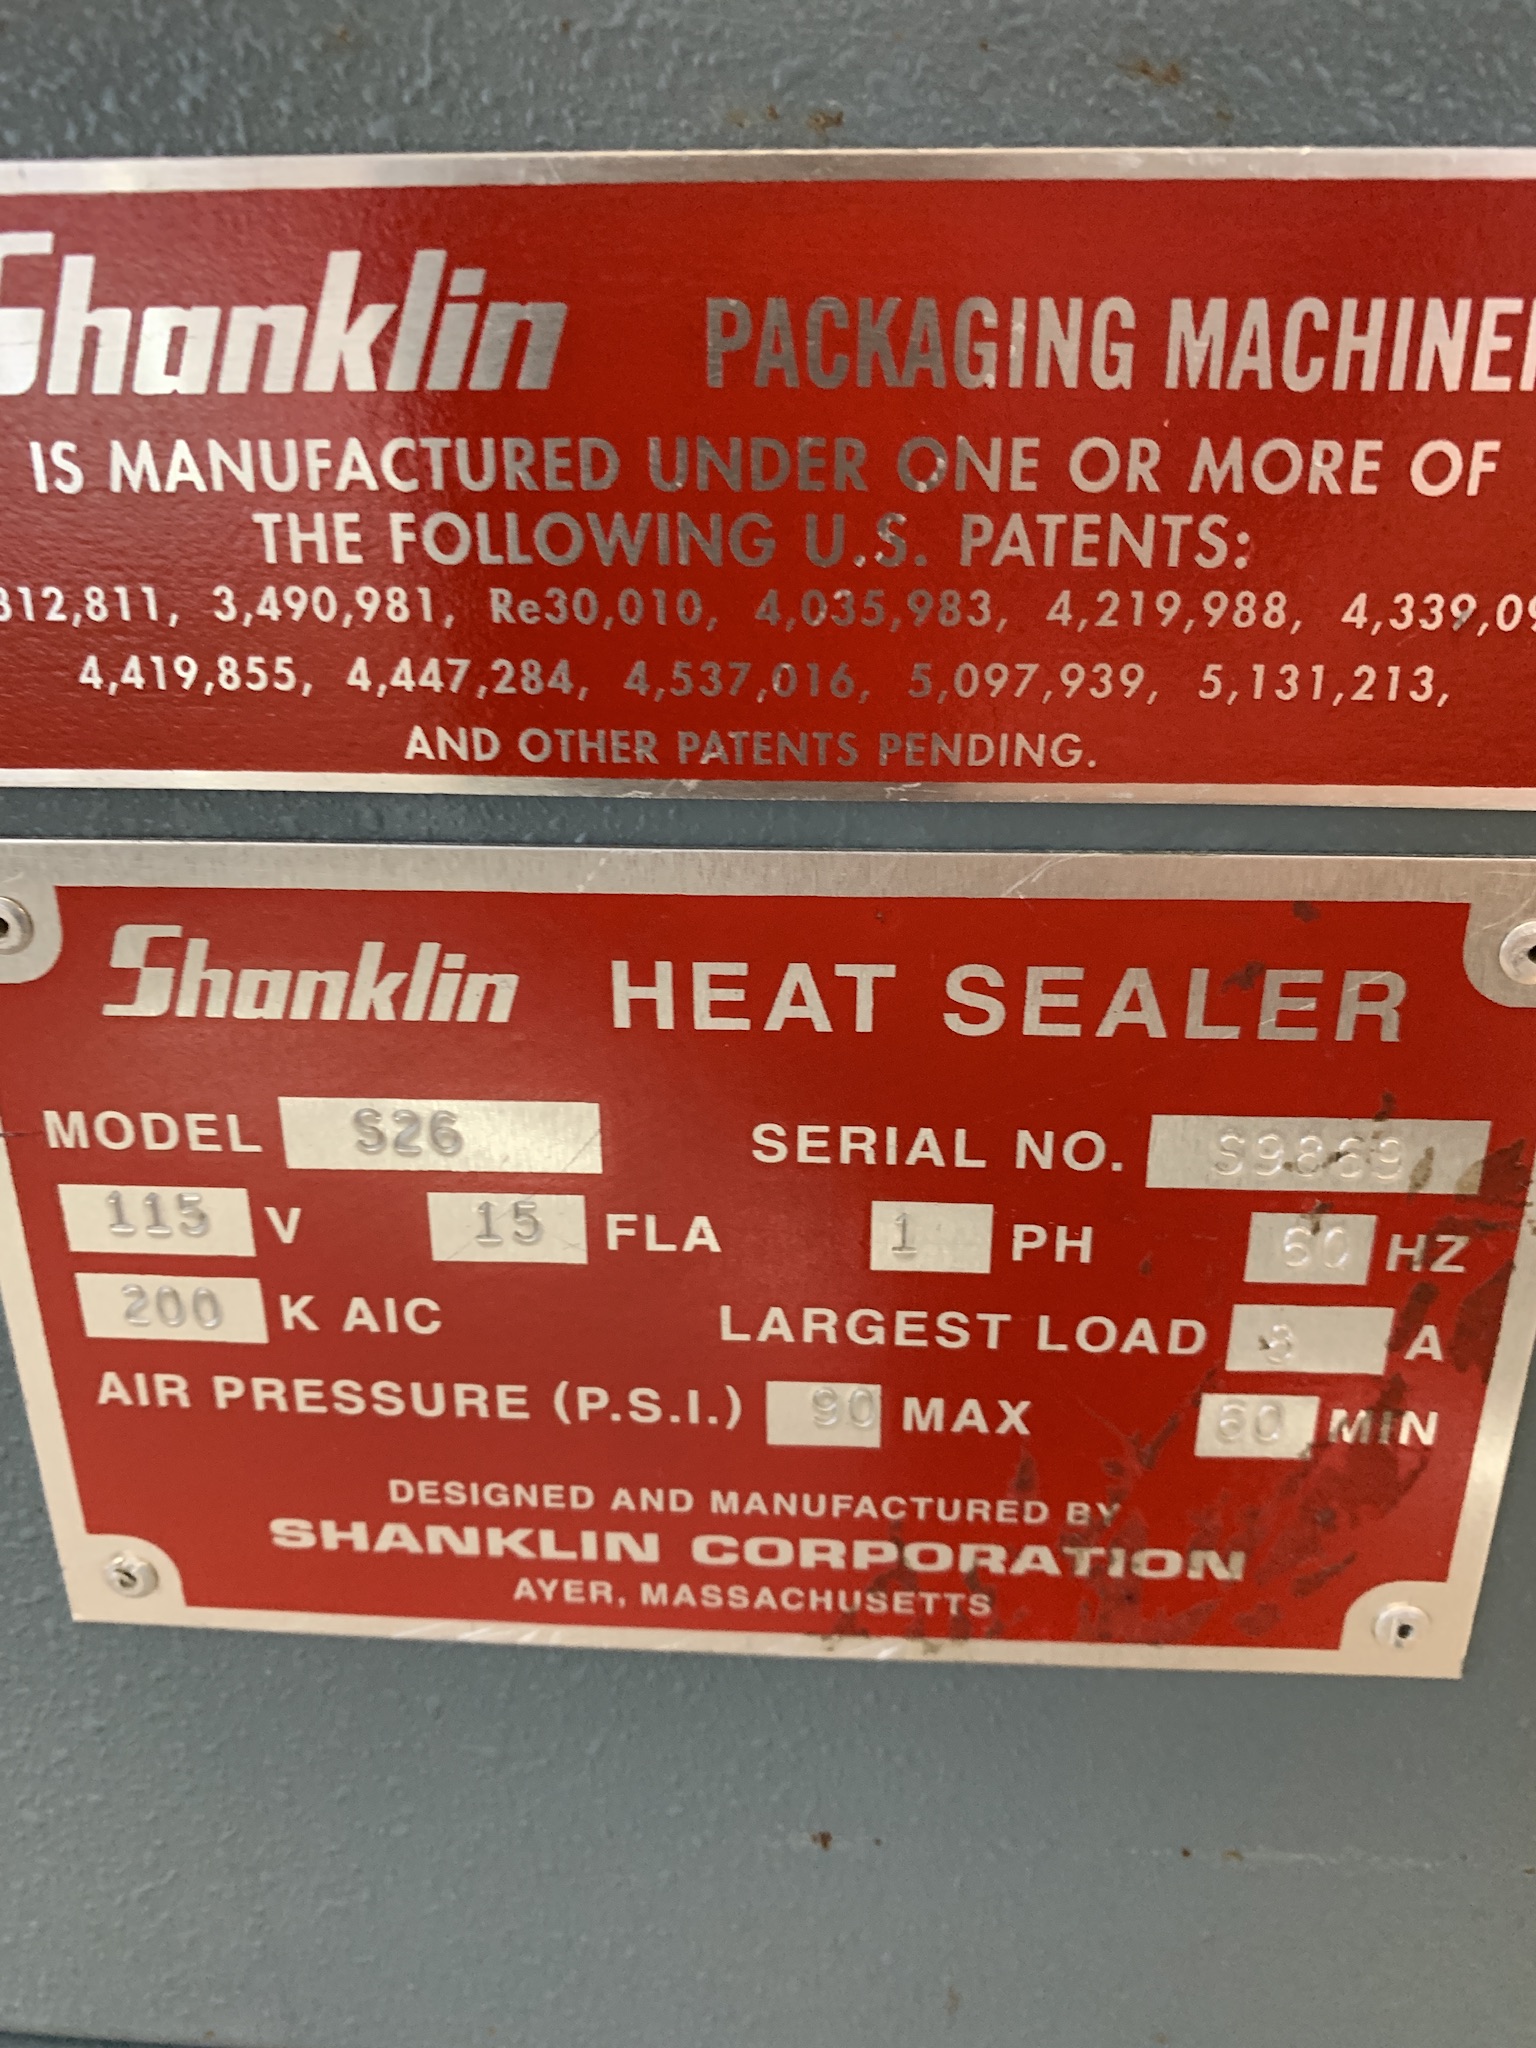 Shanklin PACKAGING MACHINER
IS MANUFACTURED UNDER ONE OR MORE OF
THE FOLLOWING U.S. PATENTS:
312,811, 3,490,981, Re30,010, 4,035,983, 4,219,988, 4,339,09
4,419,855, 4,447,284, 4,537,016, 5,097,939, 5,131,213,
AND OTHER PATENTS PENDING.
Shanklin HEAT SEALER
MODEL S26 SERIAL NO. S9869
115 V 15 FLA 1 PH 60 HZ
200 K AIC LARGEST LOAD A
AIR PRESSURE (P.S.I.) 90 MAX 60 MIN
DESIGNED AND MANUFACTURED BY
SHANKLIN CORPORATION
AYER, MASSACHUSETTS